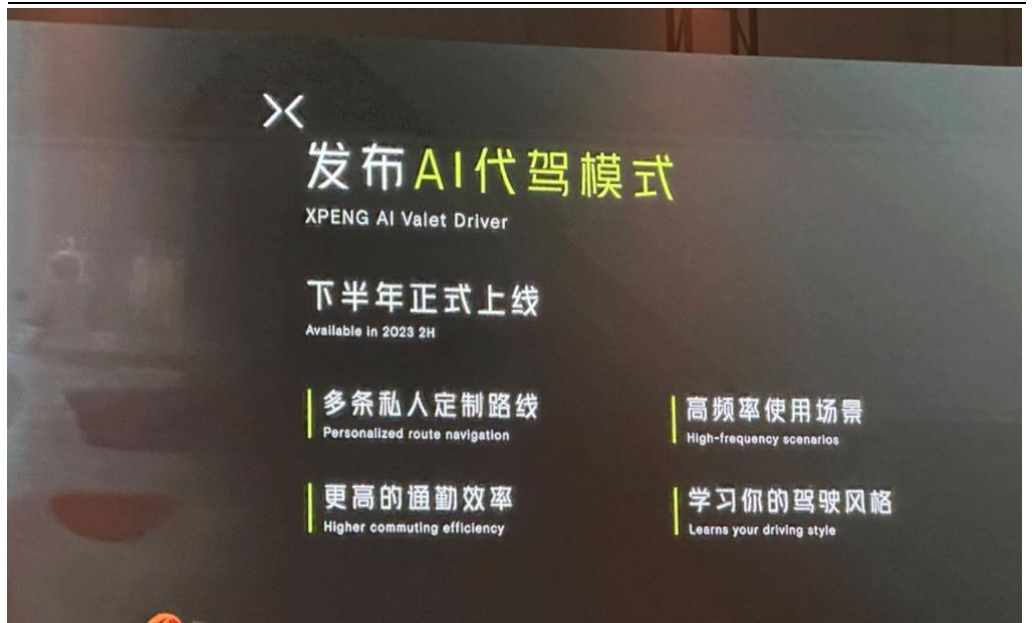 发布AI代驾模式
XPENG AI Valet Driver
下半年正式上线
Available in 2023 2H
多条私人定制路线
Personalized route navigation
高频率使用场景
High-frequency scenarios
更高的通勤效率
Higher commuting efficiency
学习你的驾驶风格
Learns your driving style